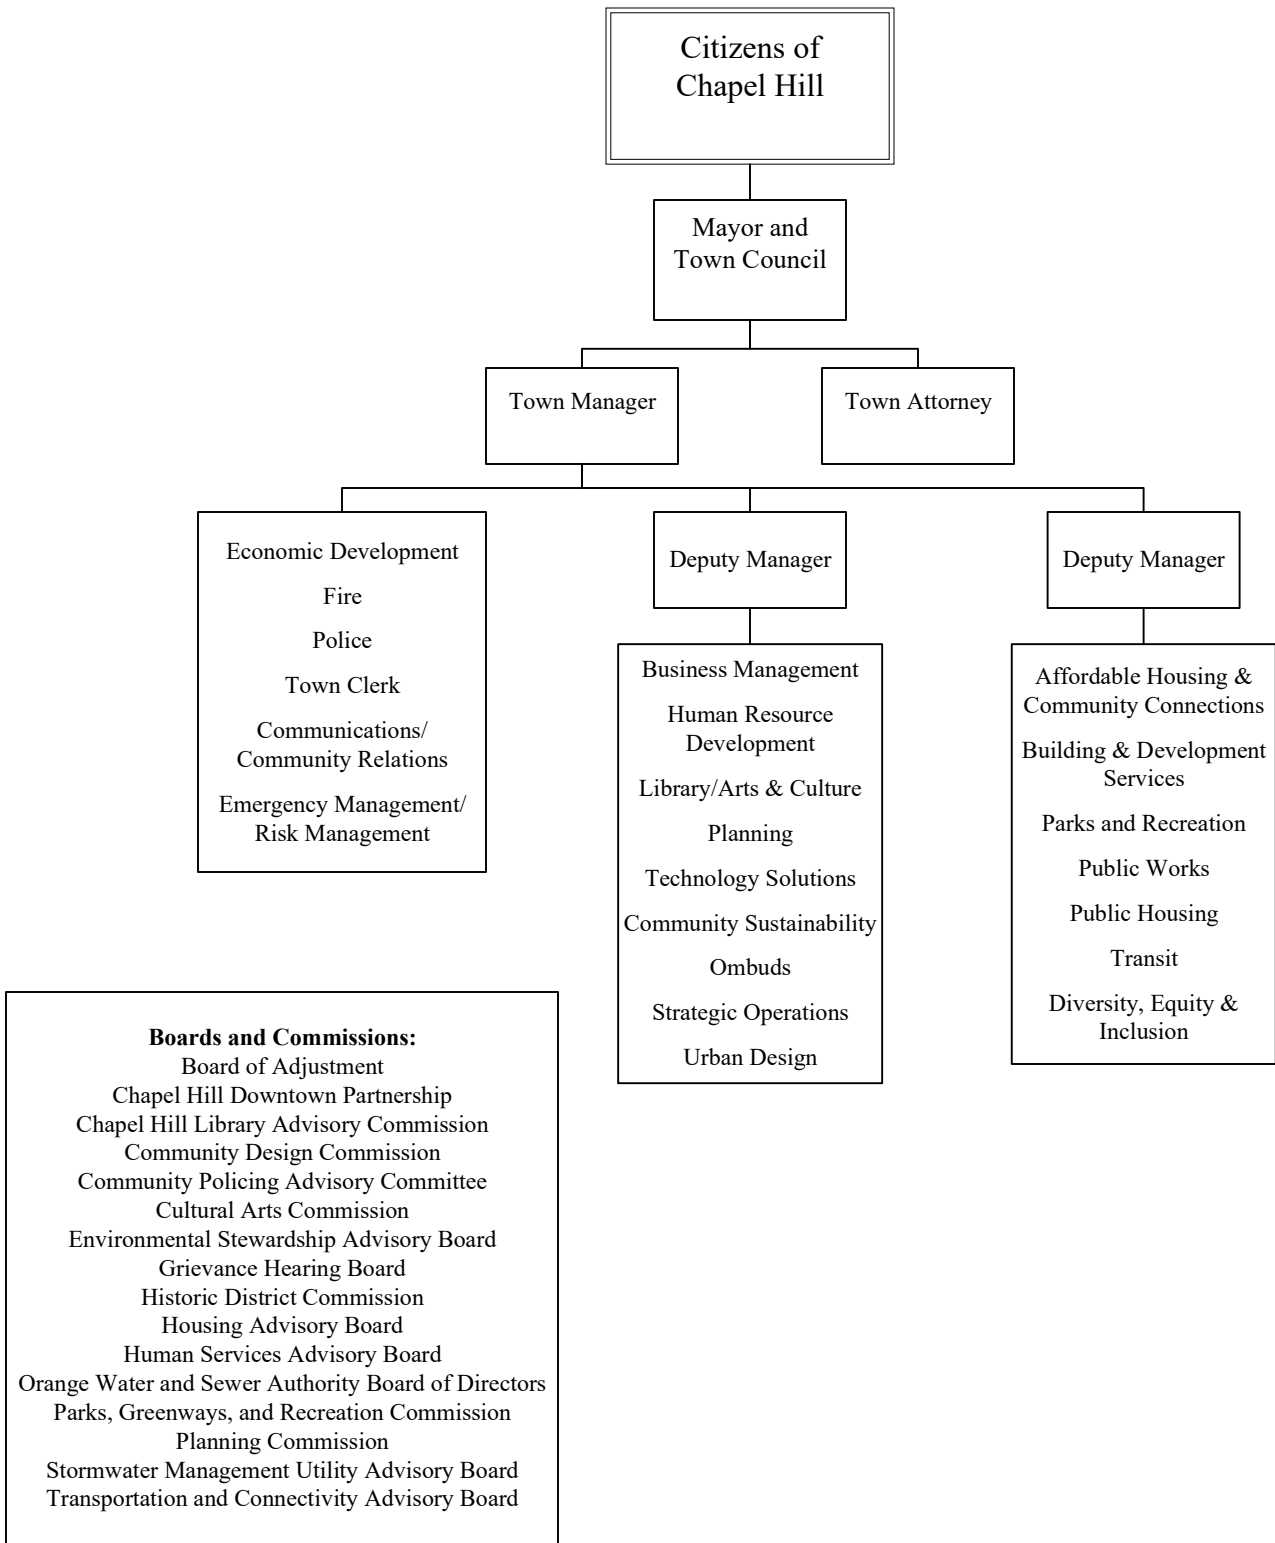 Citizens of
Chapel Hill
Mayor and
Town Council
Town Manager
Town Attorney
Economic Development
Fire
Police
Town Clerk
Communications/
Community Relations
Emergency Management/
Risk Management
Deputy Manager
Business Management
Human Resource
Development
Library/Arts & Culture
Planning
Technology Solutions
Community Sustainability
Ombuds
Strategic Operations
Urban Design
Deputy Manager
Affordable Housing &
Community Connections
Building & Development
Services
Parks and Recreation
Public Works
Public Housing
Transit
Diversity, Equity &
Inclusion
Boards and Commissions:
Board of Adjustment
Chapel Hill Downtown Partnership
Chapel Hill Library Advisory Commission
Community Design Commission
Community Policing Advisory Committee
Cultural Arts Commission
Environmental Stewardship Advisory Board
Grievance Hearing Board
Historic District Commission
Housing Advisory Board
Human Services Advisory Board
Orange Water and Sewer Authority Board of Directors
Parks, Greenways, and Recreation Commission
Planning Commission
Stormwater Management Utility Advisory Board
Transportation and Connectivity Advisory Board